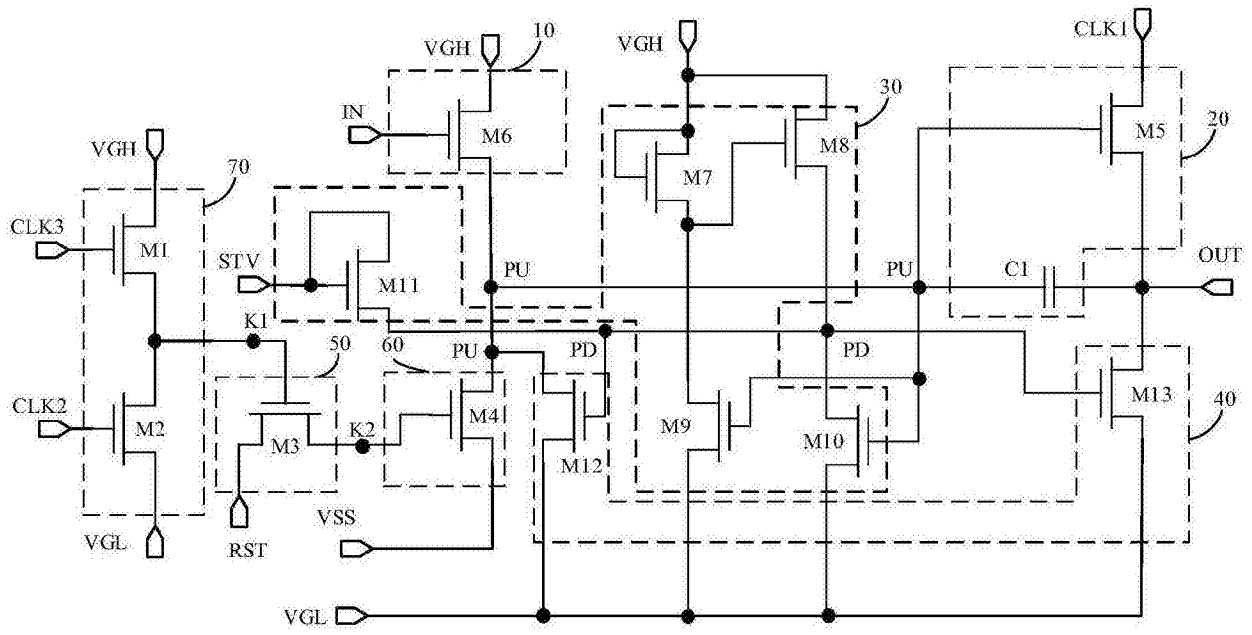 VGH
10
VGH
CLK1
IN
M6
30
M8
M5
20
VGH
70
M7
CLK3
M1
STV
M11
PU
PU
C1
OUT
K1
50
60
PU
PD
PD
CLK2
M2
M3
K2
M4
M12
M9
M10
M13
40
VSS
VGL
RST
VGL